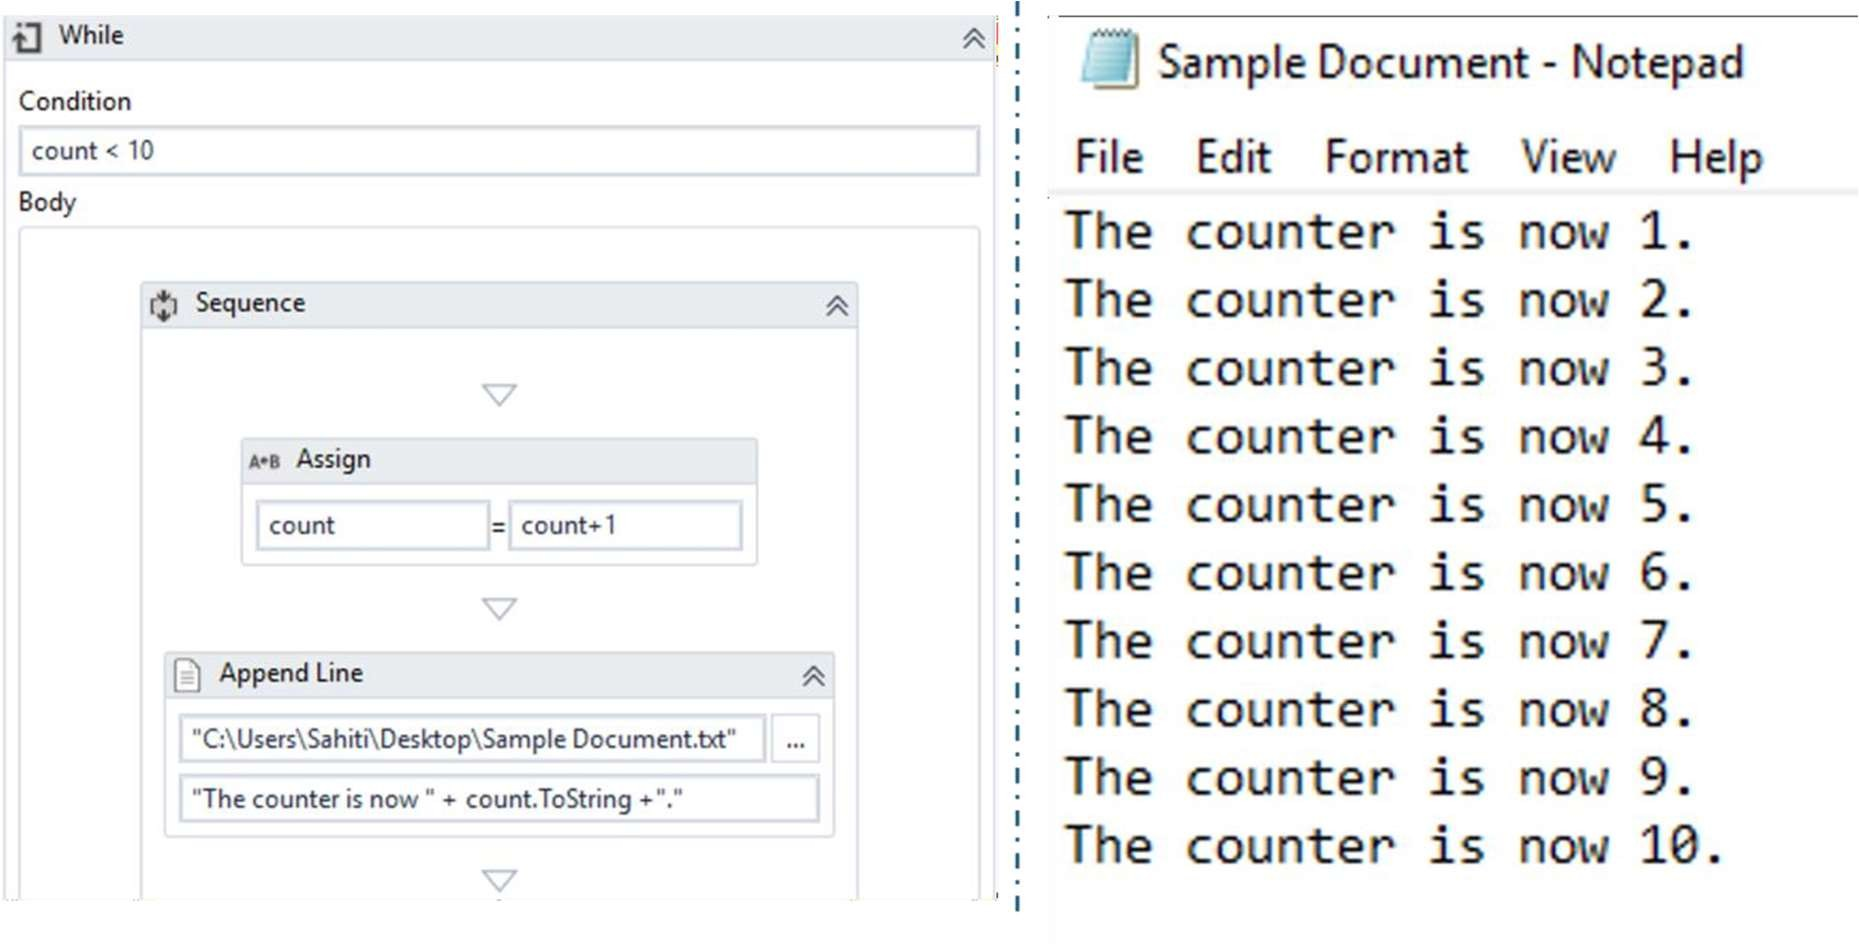 While
Condition
count < 10
Body
Sequence
A+B Assign
count = count+1
Append Line
"C:\Users\Sahiti\Desktop\Sample Document.txt" ...
"The counter is now " + count.ToString +"."
Sample Document - Notepad
File Edit Format View Help
The counter is now 1.
The counter is now 2.
The counter is now 3.
The counter is now 4.
The counter is now 5.
The counter is now 6.
The counter is now 7.
The counter is now 8.
The counter is now 9.
The counter is now 10.